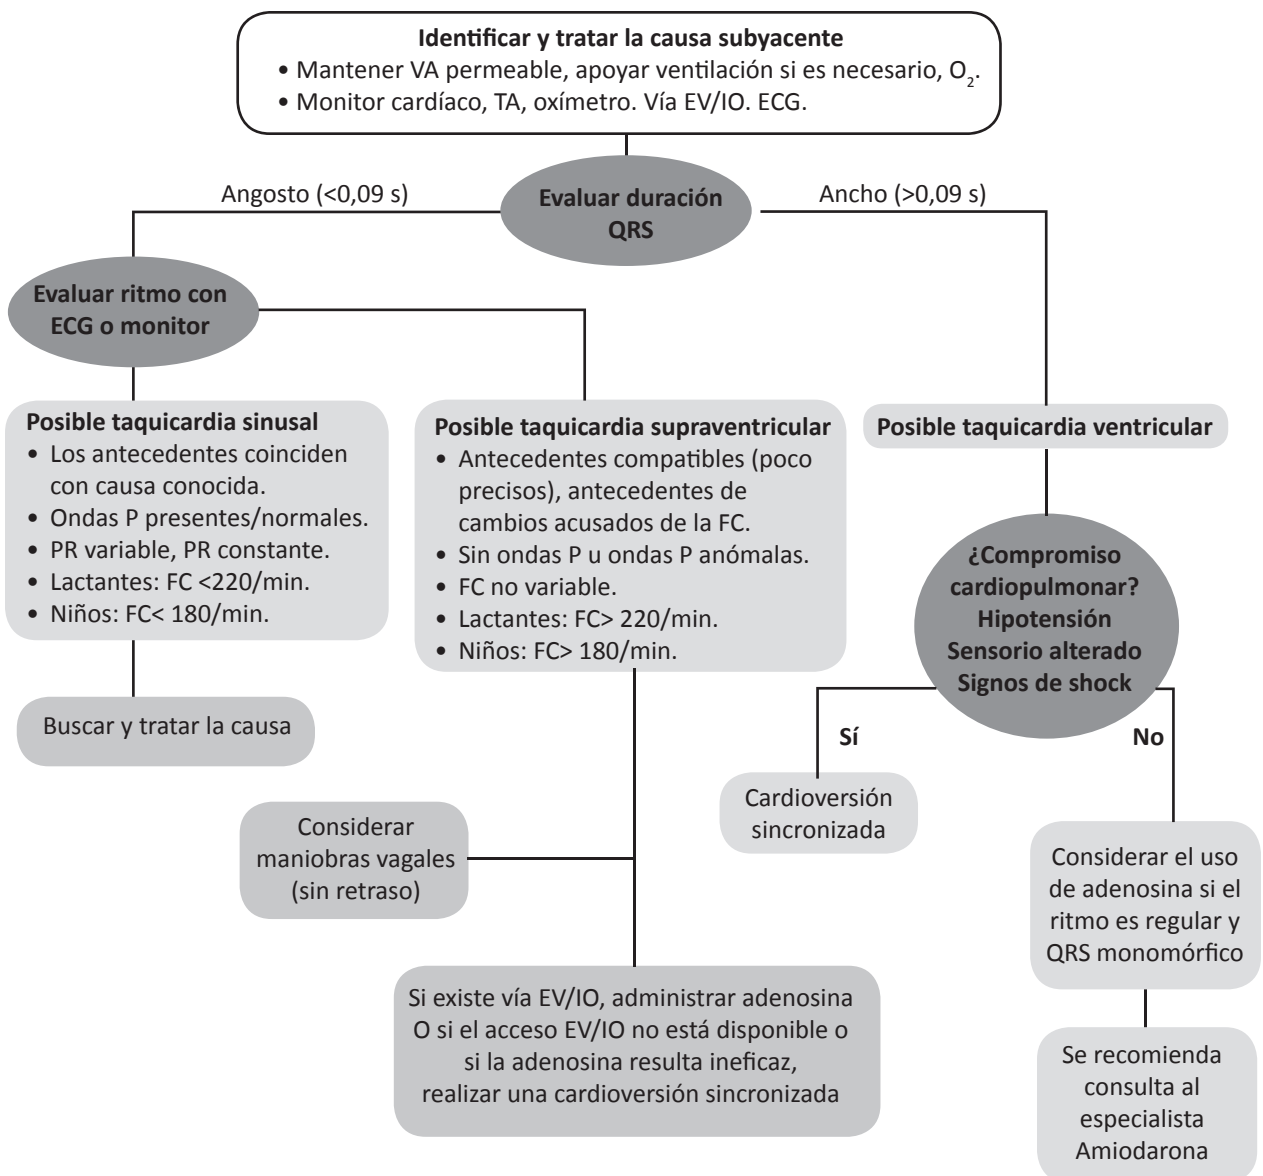 Identificar y tratar la causa subyacente
• Mantener VA permeable, apoyar ventilación si es necesario, O₂.
• Monitor cardíaco, TA, oxímetro. Vía EV/IO. ECG.
Angosto (<0,09 s)
Evaluar duración
QRS
Ancho (>0,09 s)
Evaluar ritmo con
ECG o monitor
Posible taquicardia sinusal
• Los antecedentes coinciden
con causa conocida.
• Ondas P presentes/normales.
• PR variable, PR constante.
• Lactantes: FC <220/min.
• Niños: FC< 180/min.
Posible taquicardia supraventricular
• Antecedentes compatibles (poco
precisos), antecedentes de
cambios acusados de la FC.
• Sin ondas P u ondas P anómalas.
• FC no variable.
• Lactantes: FC> 220/min.
• Niños: FC> 180/min.
Posible taquicardia ventricular
¿Compromiso
cardiopulmonar?
Hipotensión
Sensorio alterado
Signos de shock
Buscar y tratar la causa
Sí
No
Cardioversión
sincronizada
Considerar
maniobras vagales
(sin retraso)
Considerar el uso
de adenosina si el
ritmo es regular y
QRS monomórfico
Si existe vía EV/IO, administrar adenosina
O si el acceso EV/IO no está disponible o
si la adenosina resulta ineficaz,
realizar una cardioversión sincronizada
Se recomienda
consulta al
especialista
Amiodarona